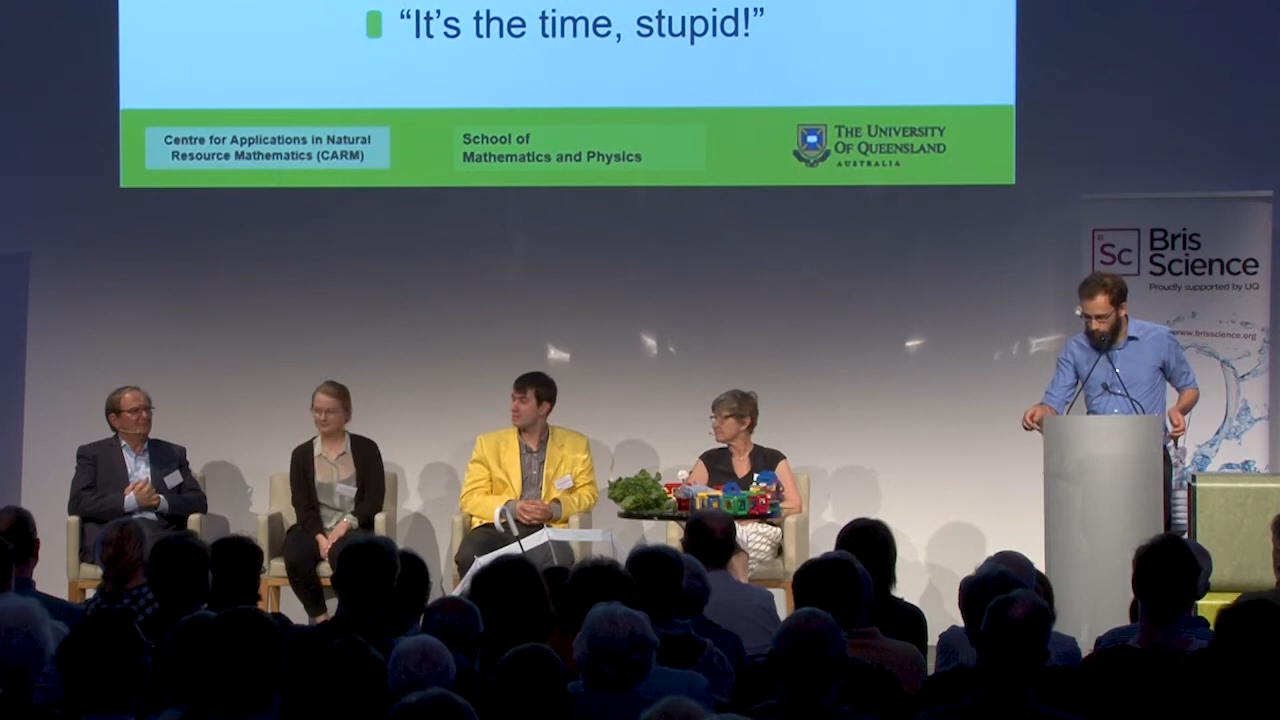 “It’s the time, stupid!”
Centre for Applications in Natural
Resource Mathematics (CARM)
School of
Mathematics and Physics
THE UNIVERSITY
OF QUEENSLAND
AUSTRALIA
Sc
Bris
Science
Proudly supported by UQ
www.brisscience.org